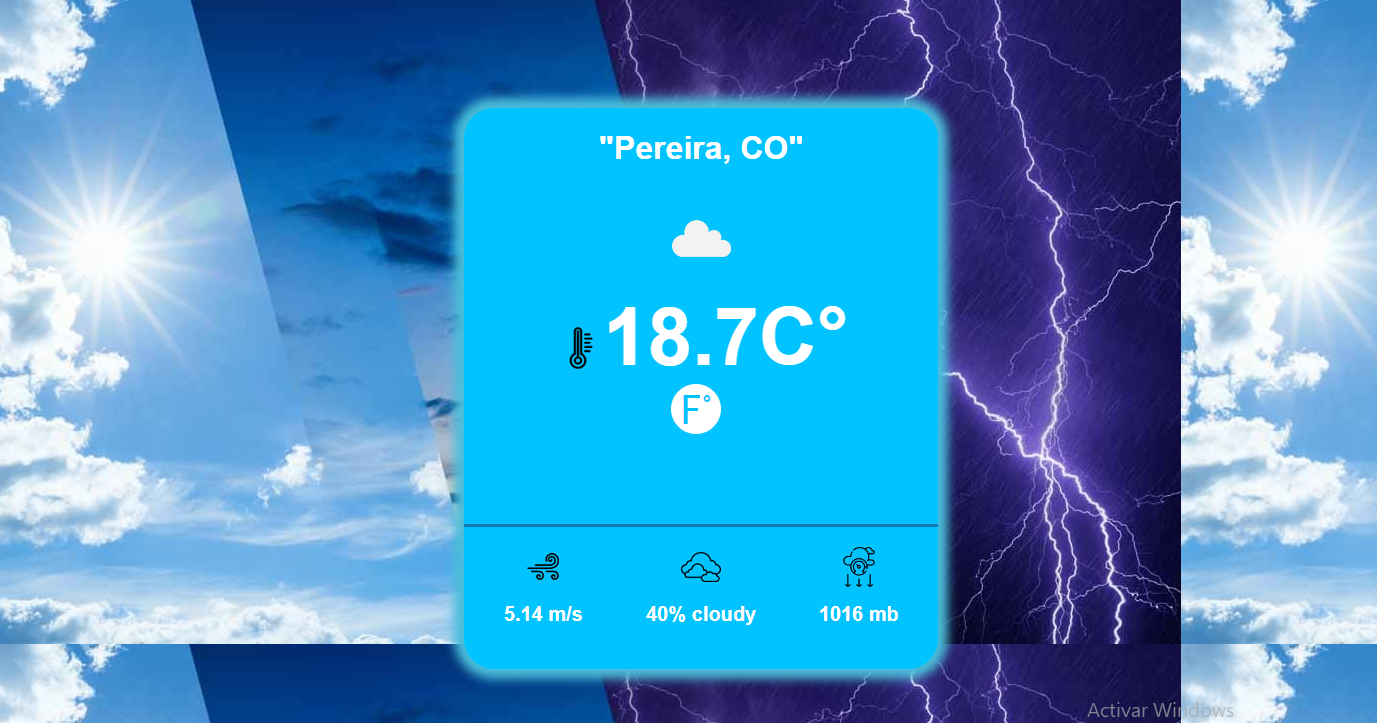 "Pereira, CO"
18.7C°
F°
5.14 m/s
40% cloudy
1016 mb
Activar Windows